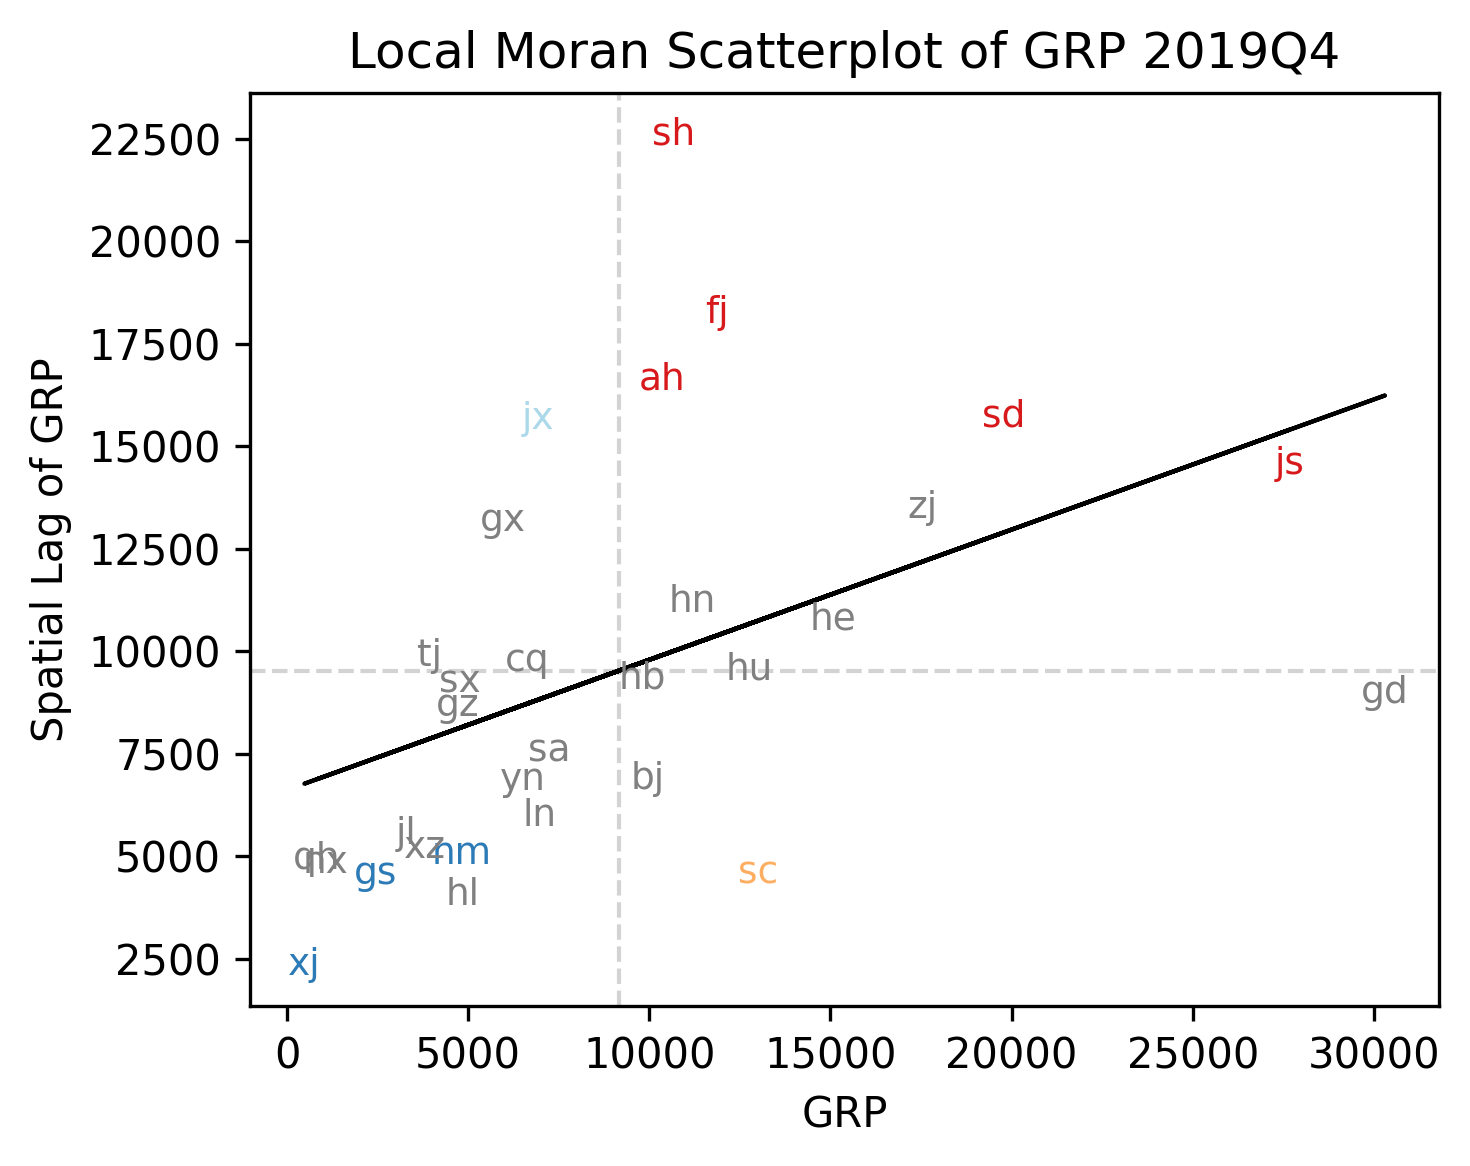 Local Moran Scatterplot of GRP 2019Q4
Spatial Lag of GRP
22500
20000
17500
15000
12500
10000
7500
5000
2500
sh
fj
ah
jx
sd
js
zj
gx
hn
he
tj
cq
hu
sx
hb
gd
gz
sa
yn
bj
ln
jl
xz
qh
nx
nm
gs
sc
hl
xj
0 5000 10000 15000 20000 25000 30000
GRP